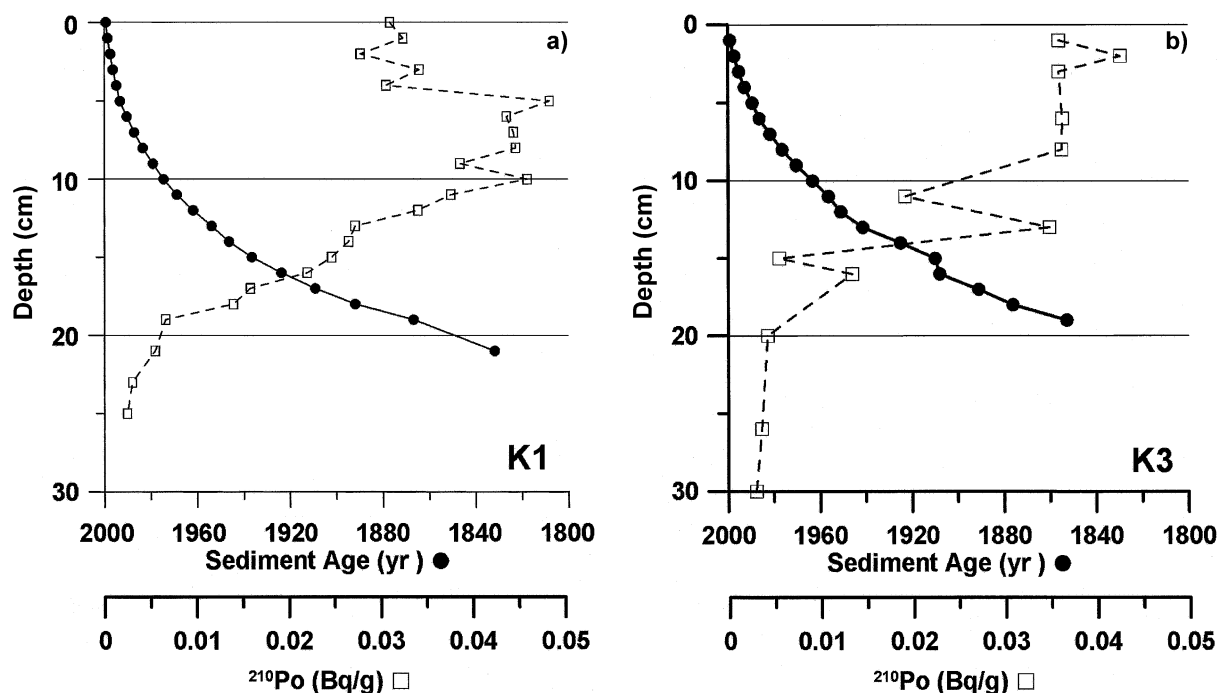 0
10
20
30
Depth (cm)
a)
K1
2000 1960 1920 1880 1840 1800
Sediment Age (yr ) ●
0 0.01 0.02 0.03 0.04 0.05
²¹⁰Po (Bq/g) □
0
10
20
30
Depth (cm)
b)
K3
2000 1960 1920 1880 1840 1800
Sediment Age (yr ) ●
0 0.01 0.02 0.03 0.04 0.05
²¹⁰Po (Bq/g) □